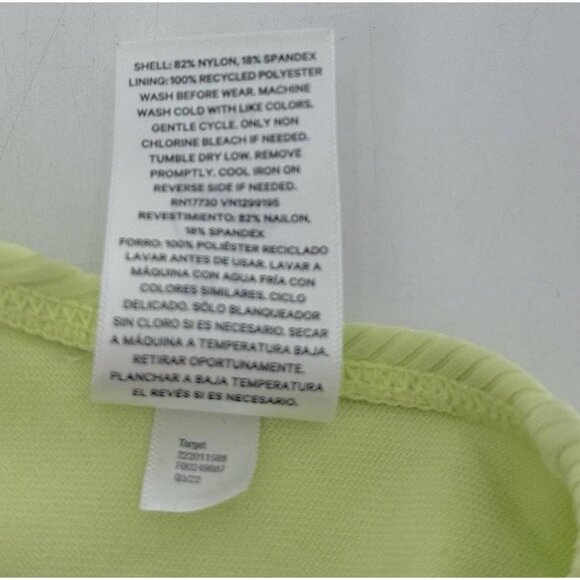 SHELL: 82% NYLON, 18% SPANDEX
LINING: 100% RECYCLED POLYESTER
WASH BEFORE WEAR. MACHINE
WASH COLD WITH LIKE COLORS.
GENTLE CYCLE. ONLY NON
CHLORINE BLEACH IF NEEDED.
TUMBLE DRY LOW. REMOVE
PROMPTLY. COOL IRON ON
REVERSE SIDE IF NEEDED.
RN17730 VN1299195
REVESTIMIENTO: 82% NAILON,
18% SPANDEX
FORRO: 100% POLIÉSTER RECICLADO
LAVAR ANTES DE USAR. LAVAR A
MÁQUINA CON AGUA FRÍA CON
COLORES SIMILARES. CICLO
DELICADO. SÓLO BLANQUEADOR
SIN CLORO SI ES NECESARIO. SECAR
A MÁQUINA A TEMPERATURA BAJA.
RETIRAR OPORTUNAMENTE.
PLANCHAR A BAJA TEMPERATURA
EL REVÉS SI ES NECESARIO.
Target
03/22